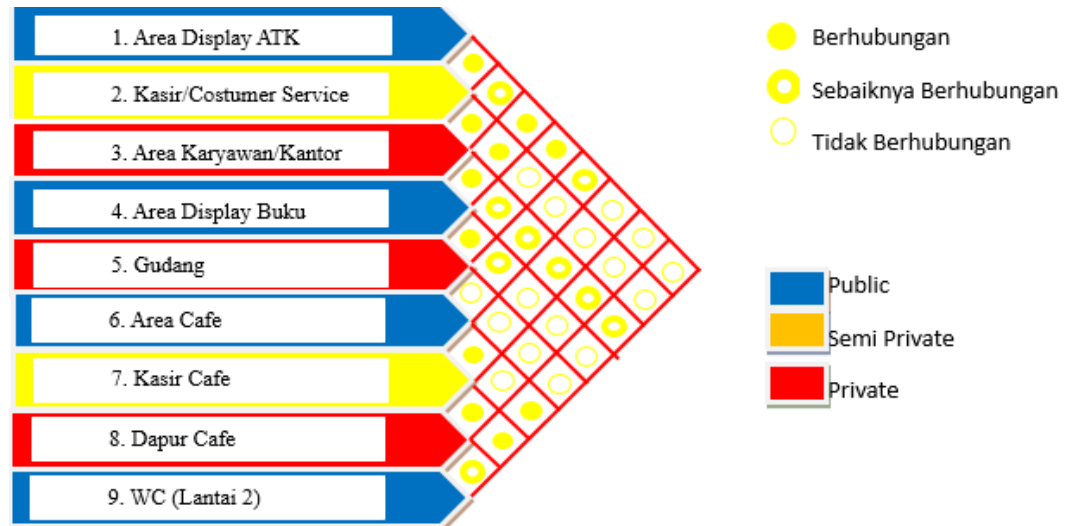 1. Area Display ATK
2. Kasir/Costumer Service
3. Area Karyawan/Kantor
4. Area Display Buku
5. Gudang
6. Area Cafe
7. Kasir Cafe
8. Dapur Cafe
9. WC (Lantai 2)
Berhubungan
Sebaiknya Berhubungan
Tidak Berhubungan
Public
Semi Private
Private